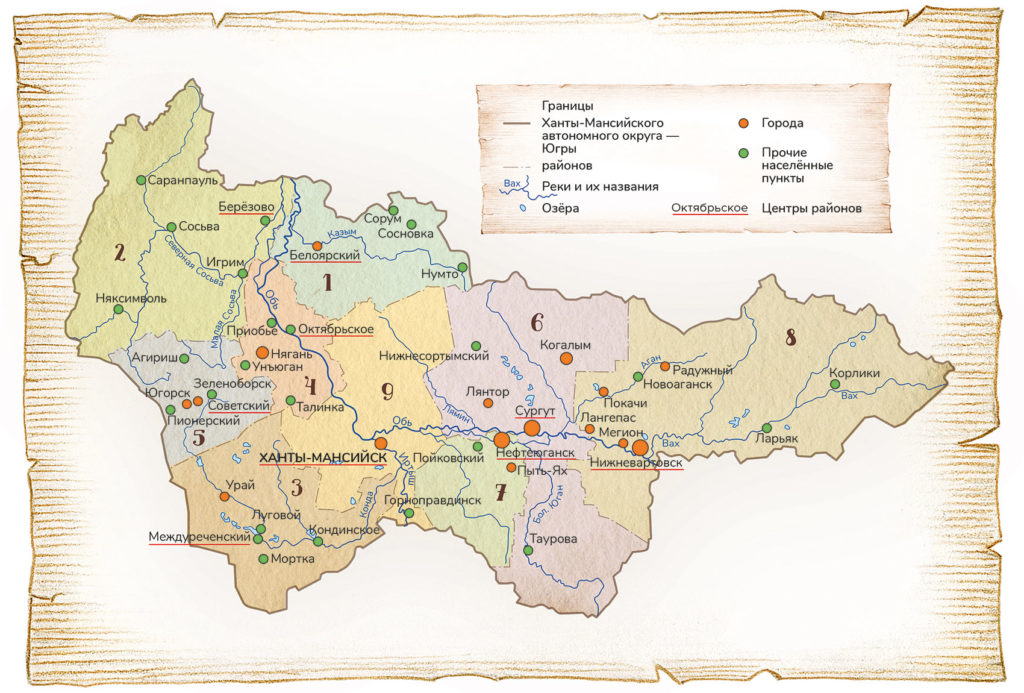 Границы
Ханты-Мансийского
автономного округа —
Югры
районов
Вах
Реки и их названия
Озёра
Города
Прочие
населённые
пункты
Октябрьское
Центры районов
Саранпауль
Берёзово
Сосьва
Северная Сосьва
Игрим
2
Няксимволь
Малая Сосьва
Сорум
Сосновка
Казым
Белоярский
Нумто
1
Обь
Приобье
Октябрьское
Нягань
Унъюган
4
Талинка
Агириш
Зеленоборск
Югорск
Советский
Пионерский
5
9
Обь
ХАНТЫ-МАНСИЙСК
Иртыш
Горноправдинск
Конда
3
Урай
Луговой
Междуреченский
Кондинское
Мортка
6
Когалым
Нижнесортымский
Лянтор
Лямин
Сургут
Нефтеюганск
Пойковский
Пыть-Ях
7
Бол. Юган
Таурова
8
Аган
Радужный
Новоаганск
Покачи
Лангепас
Мегион
Нижневартовск
Вах
Ларьяк
Корлики
Вах